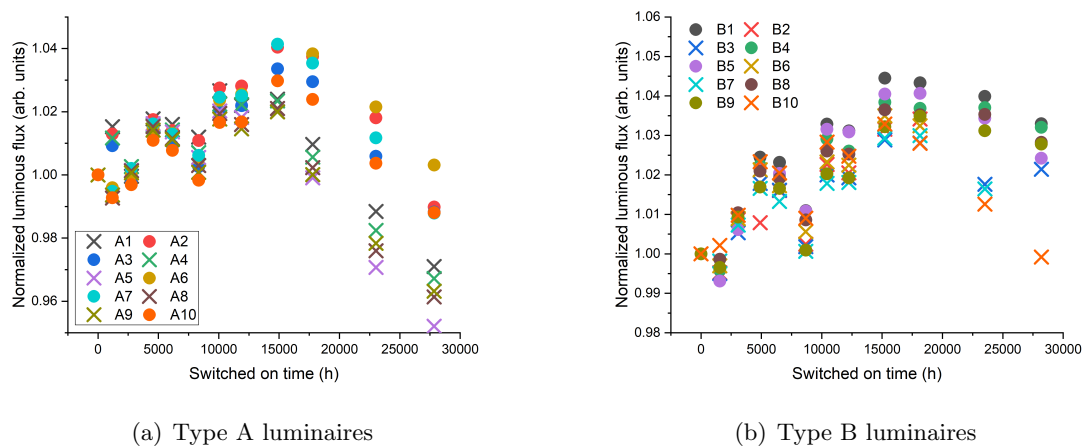 1.04
1.02
1.00
0.98
0.96
Normalized luminous flux (arb. units)
A1 A2
A3 A4
A5 A6
A7 A8
A9 A10
0 5000 10000 15000 20000 25000 30000
Switched on time (h)
(a) Type A luminaires
1.06
1.05
1.04
1.03
1.02
1.01
1.00
0.99
0.98
Normalized luminous flux (arb. units)
B1 B2
B3 B4
B5 B6
B7 B8
B9 B10
0 5000 10000 15000 20000 25000 30000
Switched on time (h)
(b) Type B luminaires